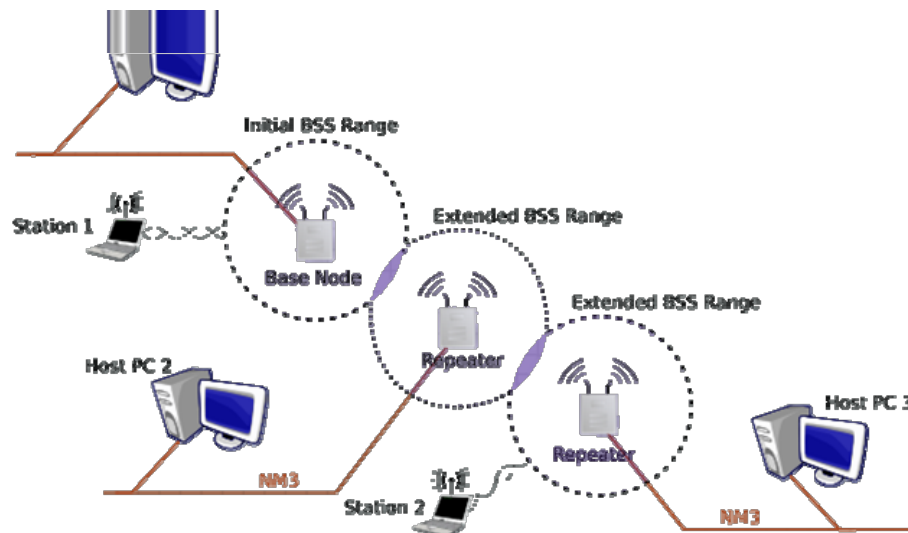 Initial BSS Range
Station 1
Extended BSS Range
Base Node
Extended BSS Range
Repeater
Host PC 2
Host PC 3
Repeater
NM3
Station 2
NM3